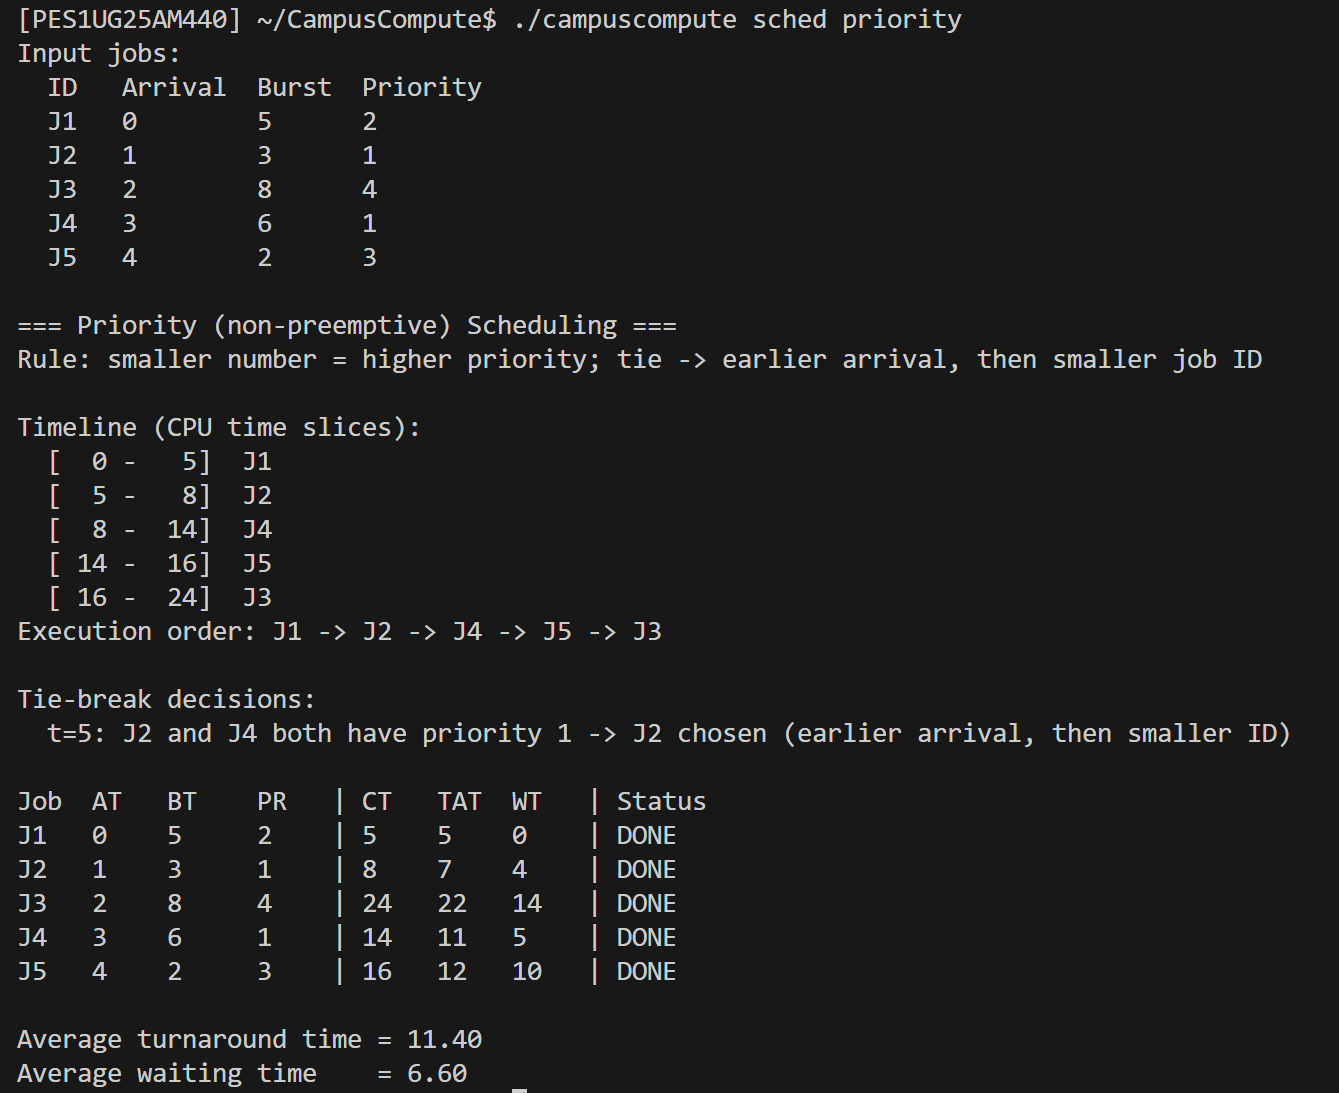 [PES1UG25AM440] ~/CampusCompute$ ./campuscompute sched priority
Input jobs:
  ID   Arrival  Burst  Priority
  J1   0        5      2
  J2   1        3      1
  J3   2        8      4
  J4   3        6      1
  J5   4        2      3

=== Priority (non-preemptive) Scheduling ===
Rule: smaller number = higher priority; tie -> earlier arrival, then smaller job ID

Timeline (CPU time slices):
  [  0 -   5]  J1
  [  5 -   8]  J2
  [  8 -  14]  J4
  [ 14 -  16]  J5
  [ 16 -  24]  J3
Execution order: J1 -> J2 -> J4 -> J5 -> J3

Tie-break decisions:
  t=5: J2 and J4 both have priority 1 -> J2 chosen (earlier arrival, then smaller ID)

Job  AT   BT    PR   | CT   TAT  WT   | Status
J1   0    5     2    | 5    5    0    | DONE
J2   1    3     1    | 8    7    4    | DONE
J3   2    8     4    | 24   22   14   | DONE
J4   3    6     1    | 14   11   5    | DONE
J5   4    2     3    | 16   12   10   | DONE

Average turnaround time = 11.40
Average waiting time    = 6.60